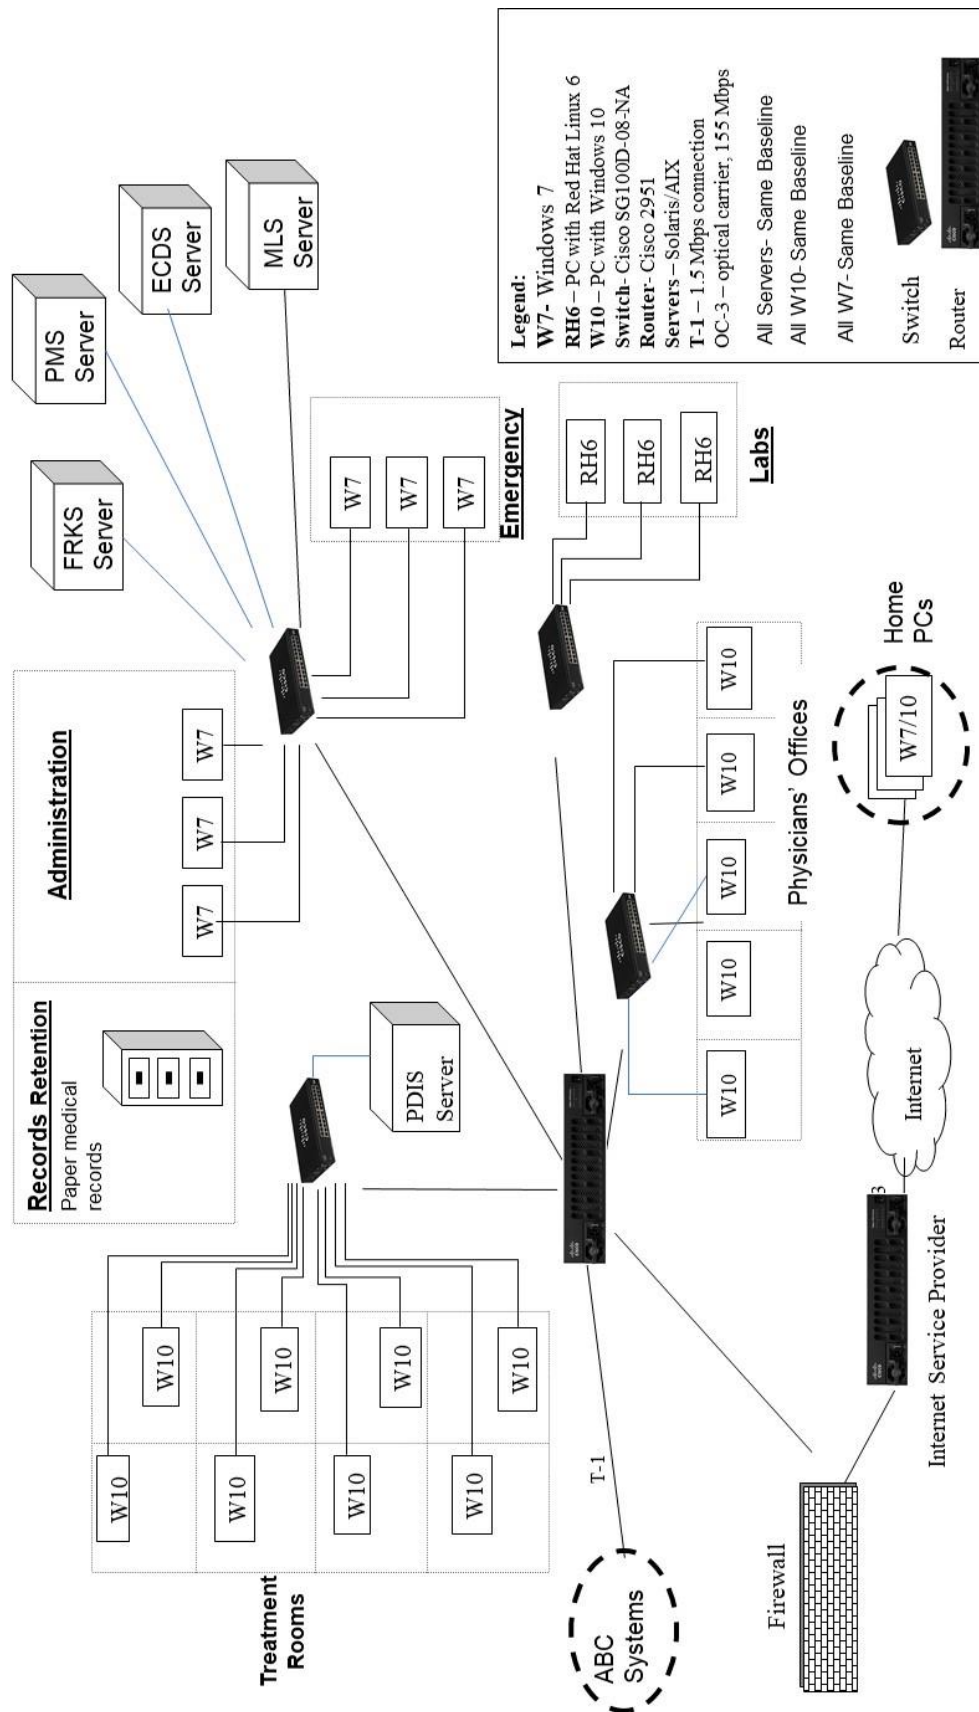 Treatment
Rooms
W10
W10
W10
W10
W10
W10
W10
W10
Records Retention
Paper medical
records
Administration
W7
W7
W7
FRKS
Server
PMS
Server
ECDS
Server
MLS
Server
PDIS
Server
W7
W7
W7
Emergency
ABC
Systems
T-1
RH6
RH6
RH6
Labs
W10
W10
W10
W10
W10
Physicians' Offices
Firewall
3
Internet Service Provider
Internet
W7/10
Home
PCs
Legend:
W7- Windows 7
RH6 – PC with Red Hat Linux 6
W10 – PC with Windows 10
Switch- Cisco SG100D-08-NA
Router- Cisco 2951
Servers – Solaris/AIX
T-1 – 1.5 Mbps connection
OC-3 – optical carrier, 155 Mbps
All Servers- Same Baseline
All W10- Same Baseline
All W7- Same Baseline
Switch
Router